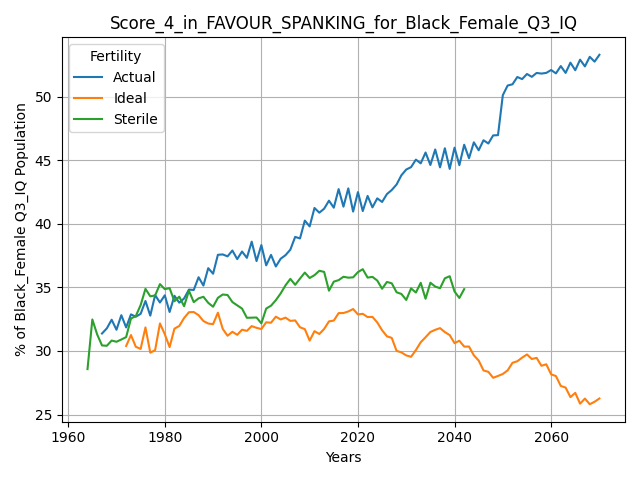 Score_4_in_FAVOUR_SPANKING_for_Black_Female_Q3_IQ
Fertility
Actual
Ideal
Sterile
% of Black_Female Q3_IQ Population
50
45
40
35
30
25
1960
1980
2000
2020
2040
2060
Years